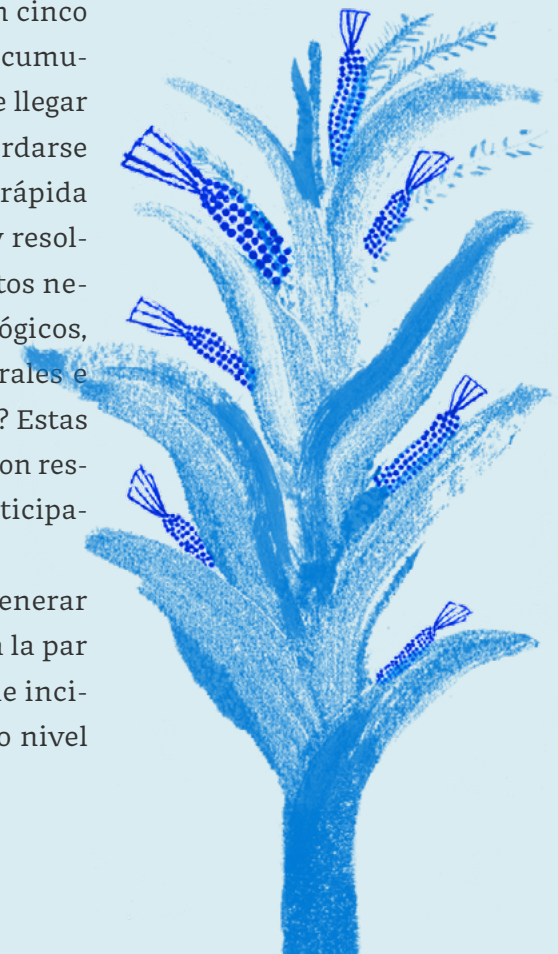 n cinco
cumu-
e llegar
rdarse
rápida
y resol-
tos ne-
ógicos,
rales e
? Estas
on res-
ticipa-
enerar
n la par
e inci-
o nivel